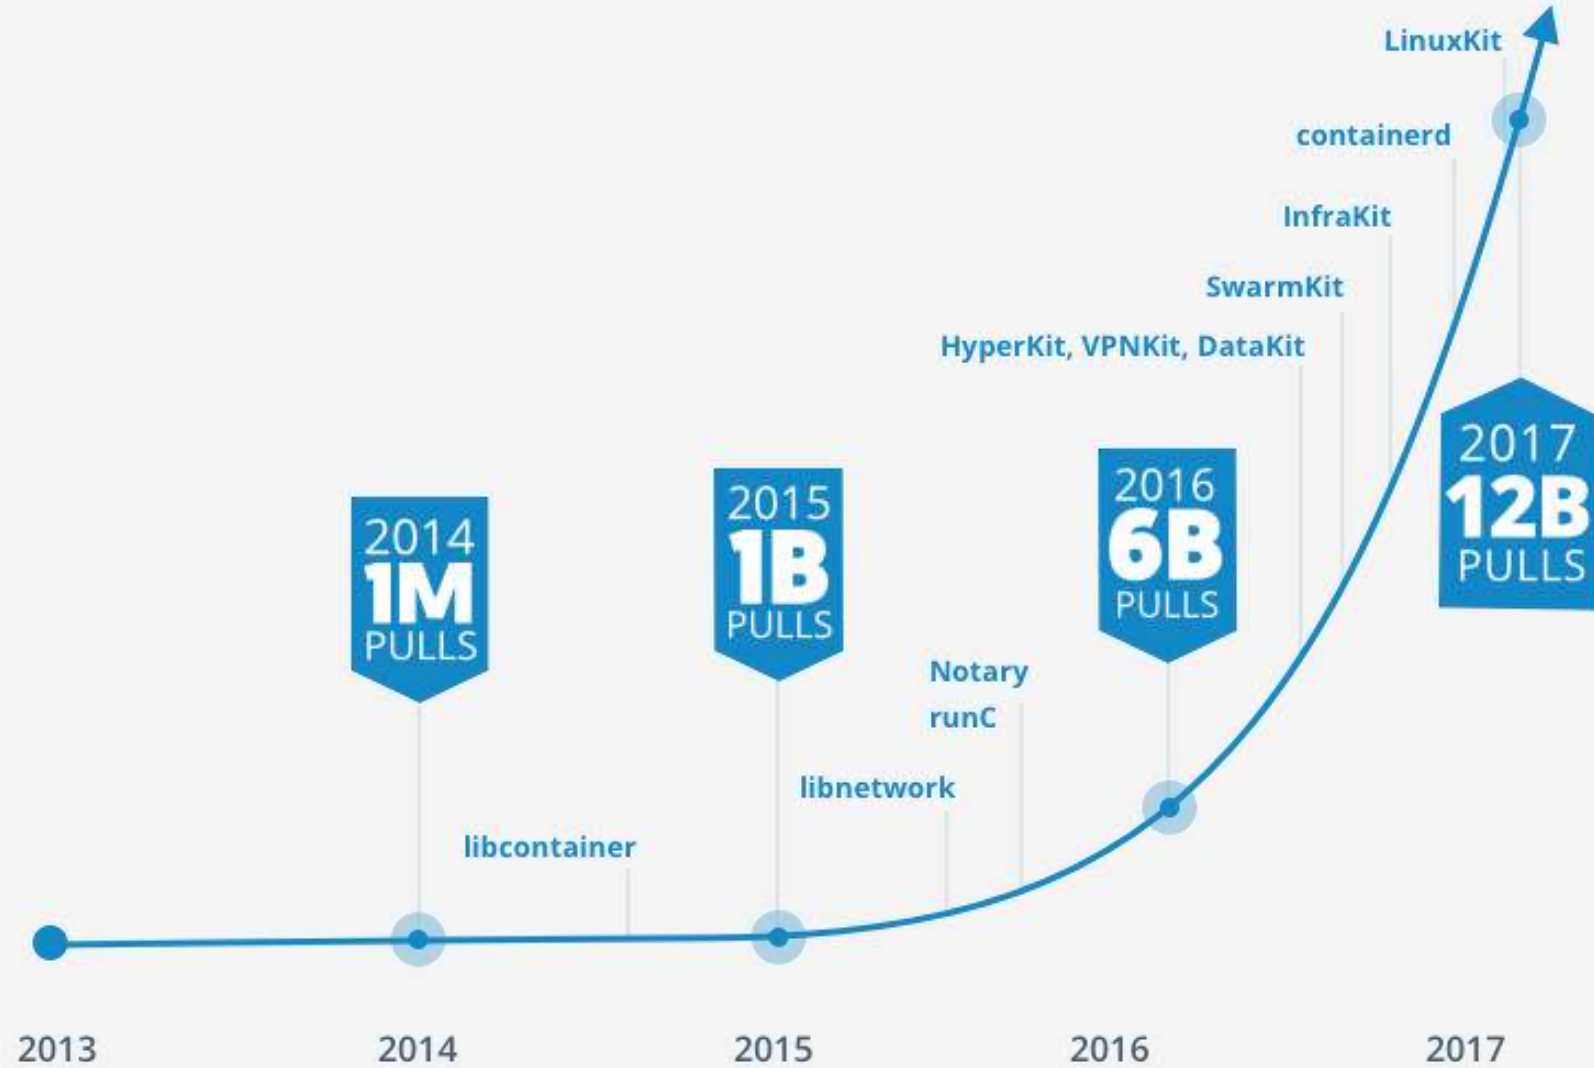 LinuxKit
containerd
InfraKit
SwarmKit
HyperKit, VPNKit, DataKit
2014
1M
PULLS
2015
1B
PULLS
2016
6B
PULLS
2017
12B
PULLS
Notary
runC
libnetwork
libcontainer
2013
2014
2015
2016
2017